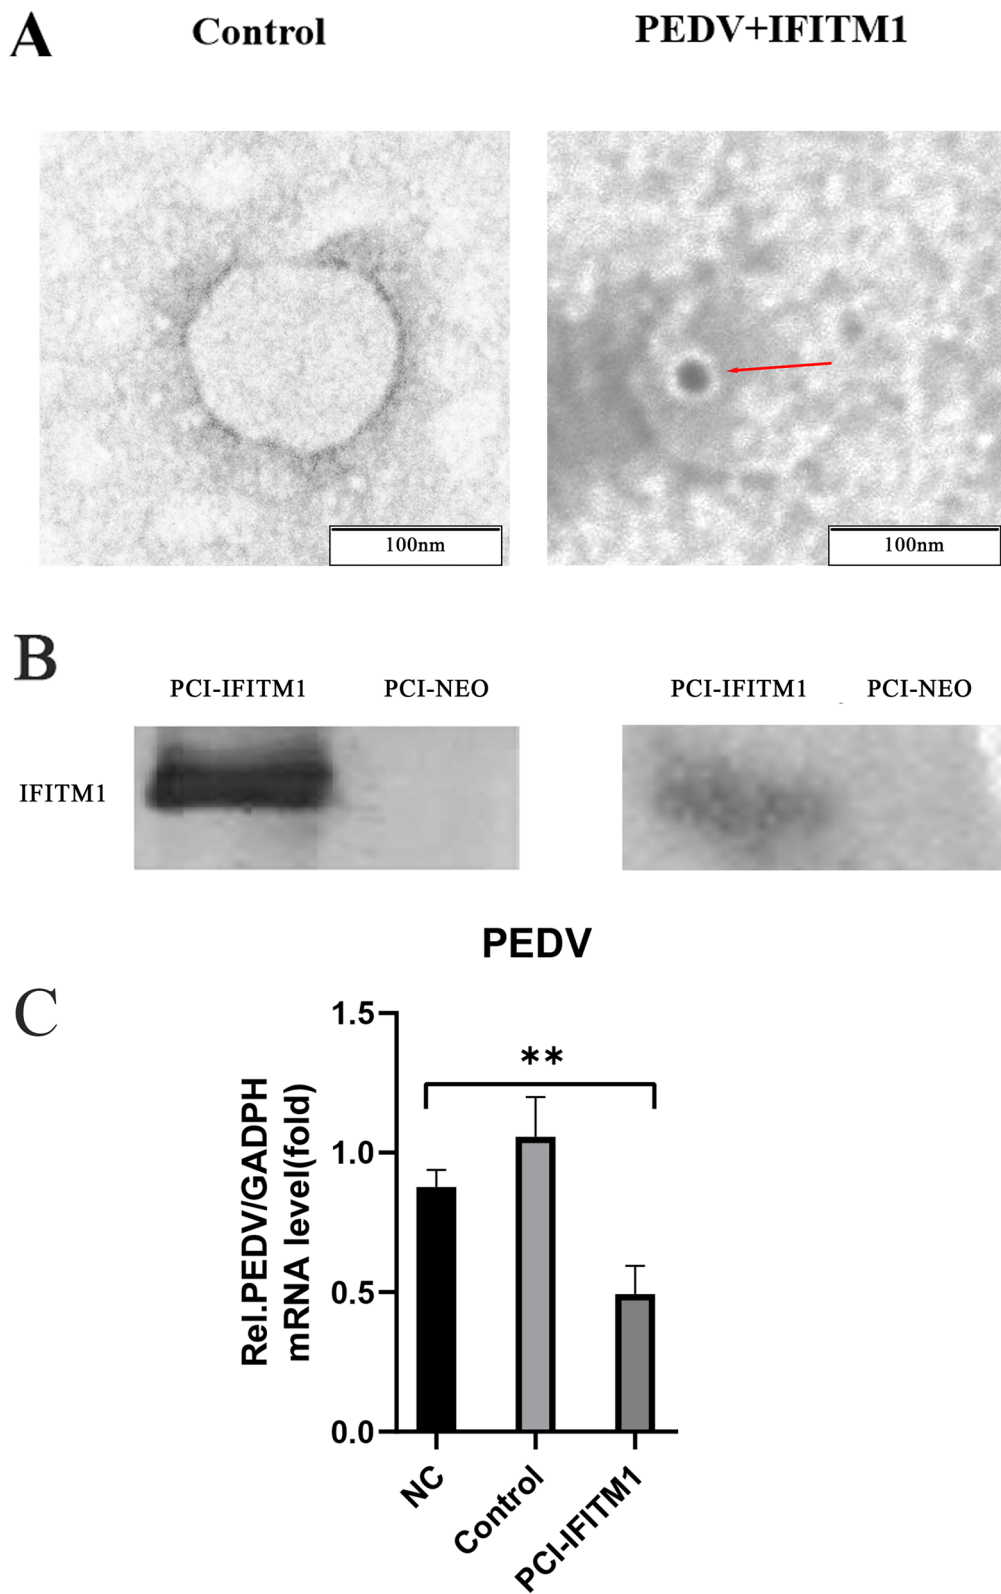 A
Control
PEDV+IFITM1
100nm
100nm
B
PCI-IFITM1
PCI-NEO
PCI-IFITM1
PCI-NEO
IFITM1
PEDV
C
Rel.PEDV/GADPH
mRNA level(fold)
1.5
1.0
0.5
0.0
**
NC
Control
PCI-IFITM1